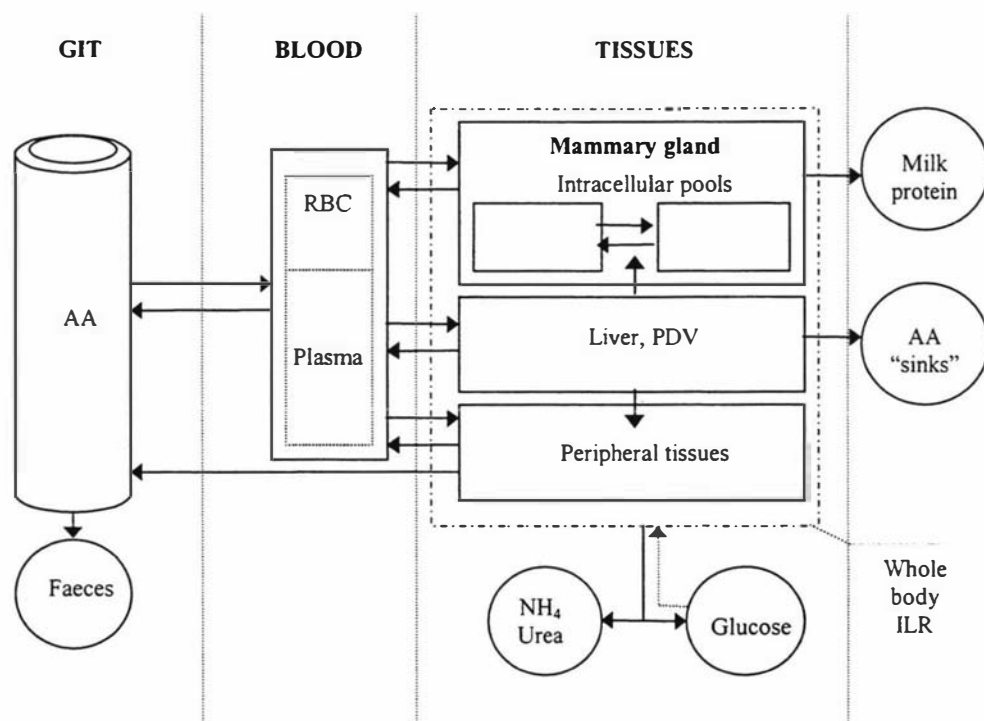 GIT
BLOOD
TISSUES
Mammary gland
Intracellular pools
RBC
Plasma
AA
Liver, PDV
Peripheral tissues
Milk
protein
AA
“sinks”
Faeces
NH₄
Urea
Glucose
Whole
body
ILR